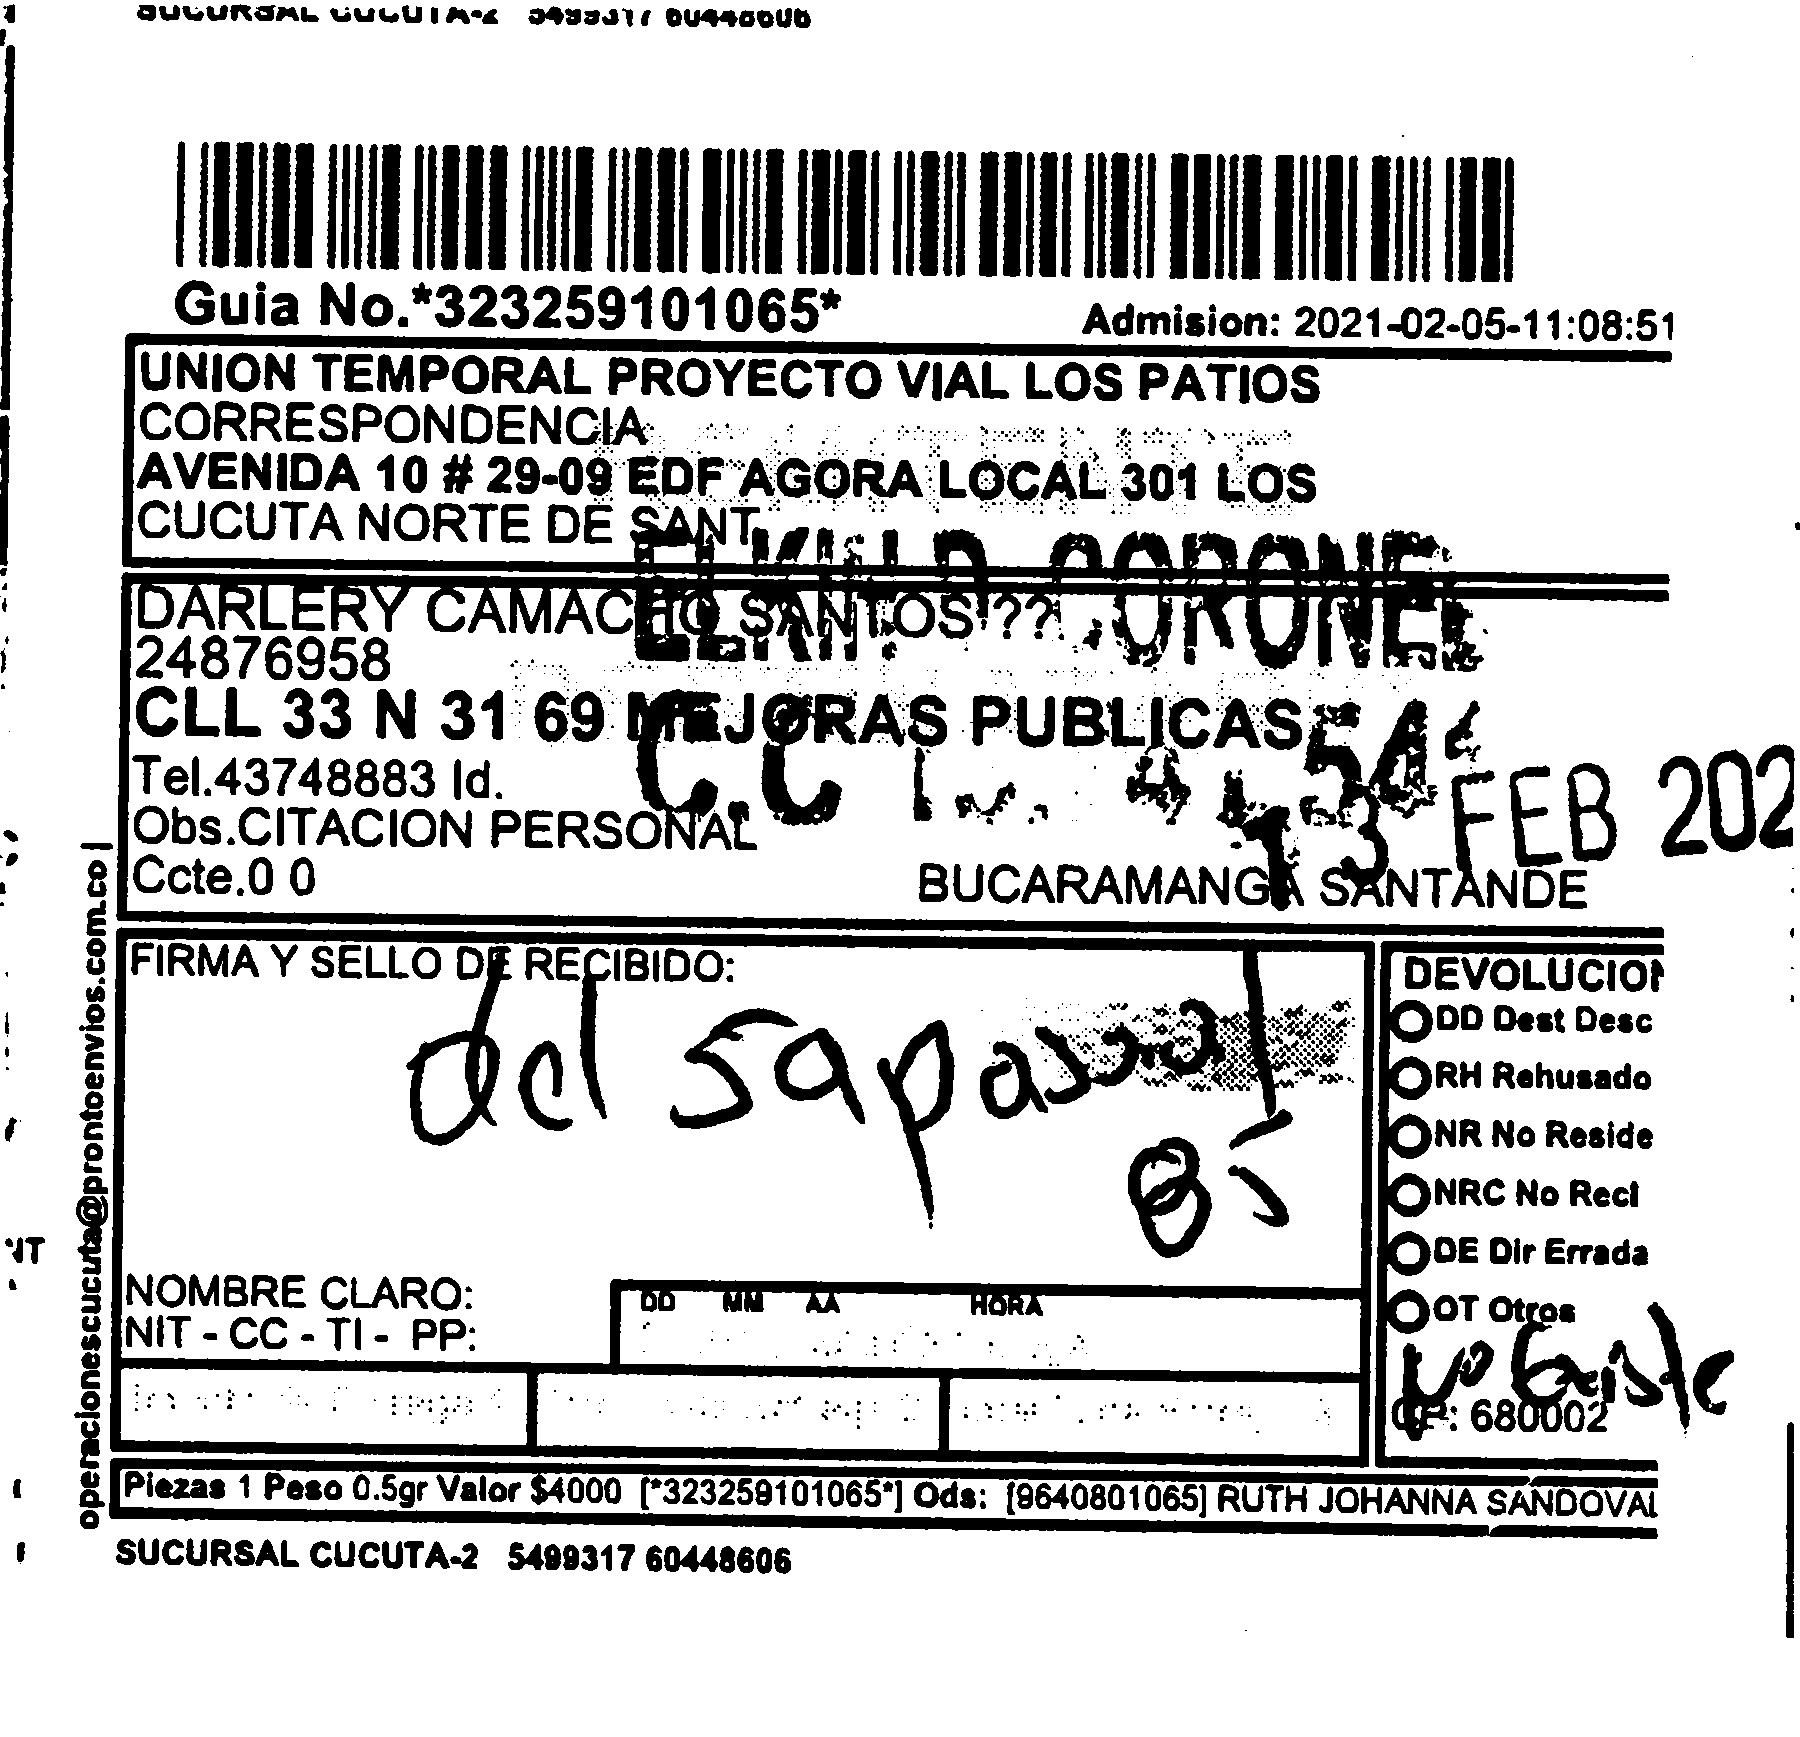 SUCURSAL CUCUTA-2 5499317 60448606
Guia No.*323259101065*
Admision: 2021-02-05-11:08:51
UNION TEMPORAL PROYECTO VIAL LOS PATIOS
CORRESPONDENCIA
AVENIDA 10 # 29-09 EDF AGORA LOCAL 301 LOS
CUCUTA NORTE DE SANT
DARLERY CAMACHO SANTOS ??
CORONEL
24876958
CLL 33 N 31 69 MEJORAS PUBLICAS
C.C
Tel.43748883 Id.
13 FEB 202
Obs.CITACION PERSONAL
Ccte.0 0
BUCARAMANGA SANTANDE
operacionescucuta@prontoenvios.com.co |
FIRMA Y SELLO DE RECIBIDO:
del
NOMBRE CLARO:
NIT - CC - TI - PP:
DD MM AA HORA
DEVOLUCION
DD Dest Desc
RH Rehusado
NR No Reside
NRC No Reci
DE Dir Errada
OT Otros
No Existe
CP: 680002
Piezas 1 Peso 0.5gr Valor $4000 [*323259101065*] Ods: [9640801065] RUTH JOHANNA SANDOVAL
SUCURSAL CUCUTA-2 5499317 60448606